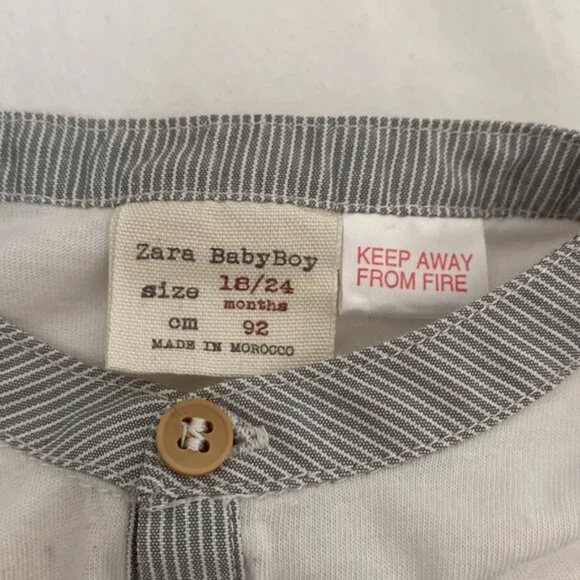 Zara BabyBoy
size 18/24
months
cm 92
MADE IN MOROCCO
KEEP AWAY
FROM FIRE